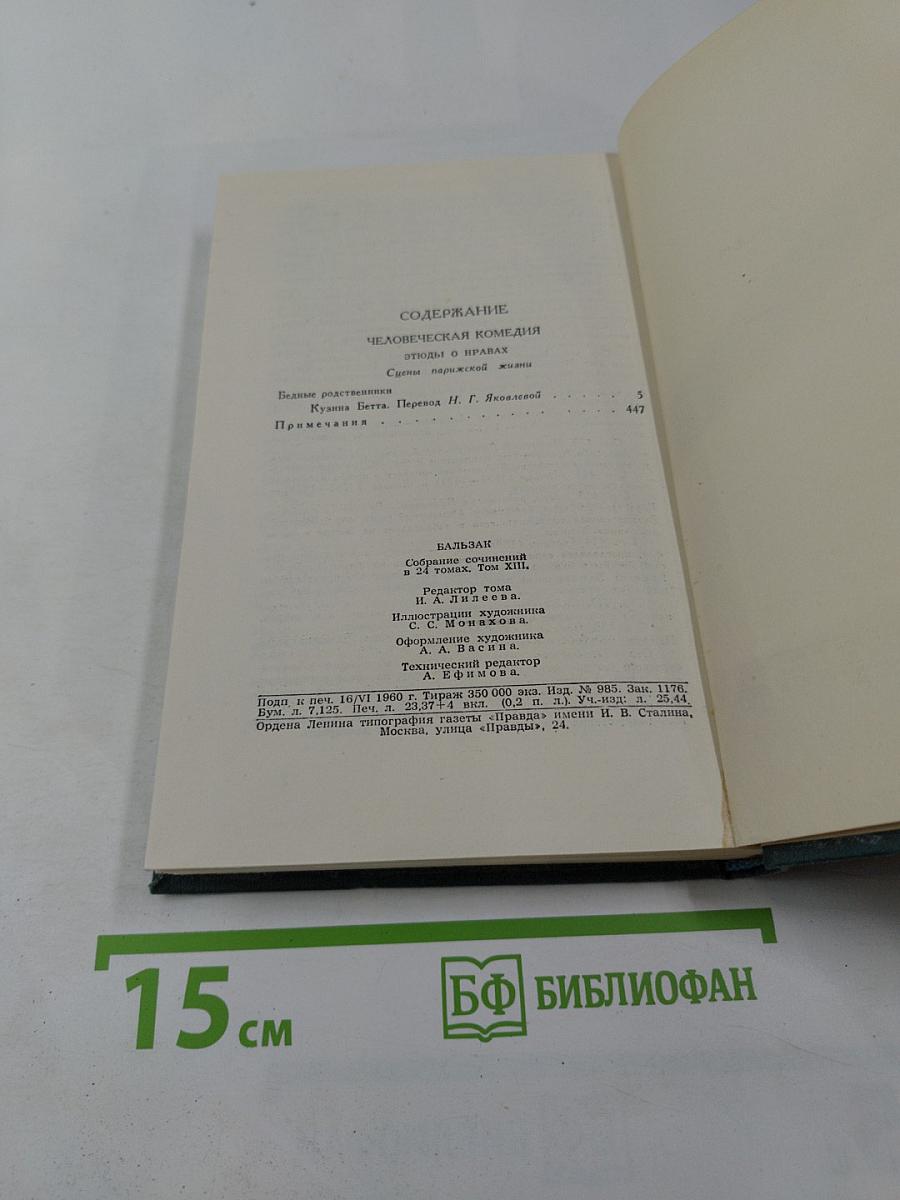 СОДЕРЖАНИЕ
ЧЕЛОВЕЧЕСКАЯ КОМЕДИЯ
ЭТЮДЫ О НРАВАХ
Сцены парижской жизни
Бедные родственники
Кузина Бетта. Перевод Н. Г. Яковлевой . . . . . 5
Примечания . . . . . . . . . . . . . . . 447
БАЛЬЗАК
Собрание сочинений
в 24 томах. Том XIII.
Редактор тома
И. А. Лилеева.
Иллюстрации художника
С. С. Монахова.
Оформление художника
А. А. Васина.
Технический редактор
А. Ефимова.
Подп. к печ. 16/VI 1960 г. Тираж 350 000 экз. Изд. № 985. Зак. 1176.
Бум. л. 7,125. Печ. л. 23,37+4 вкл. (0,2 п. л.). Уч.-изд: л. 25,44.
Ордена Ленина типография газеты «Правда» имени И. В. Сталина,
Москва, улица «Правды», 24.
15 см
БФ БИБЛИОФАН